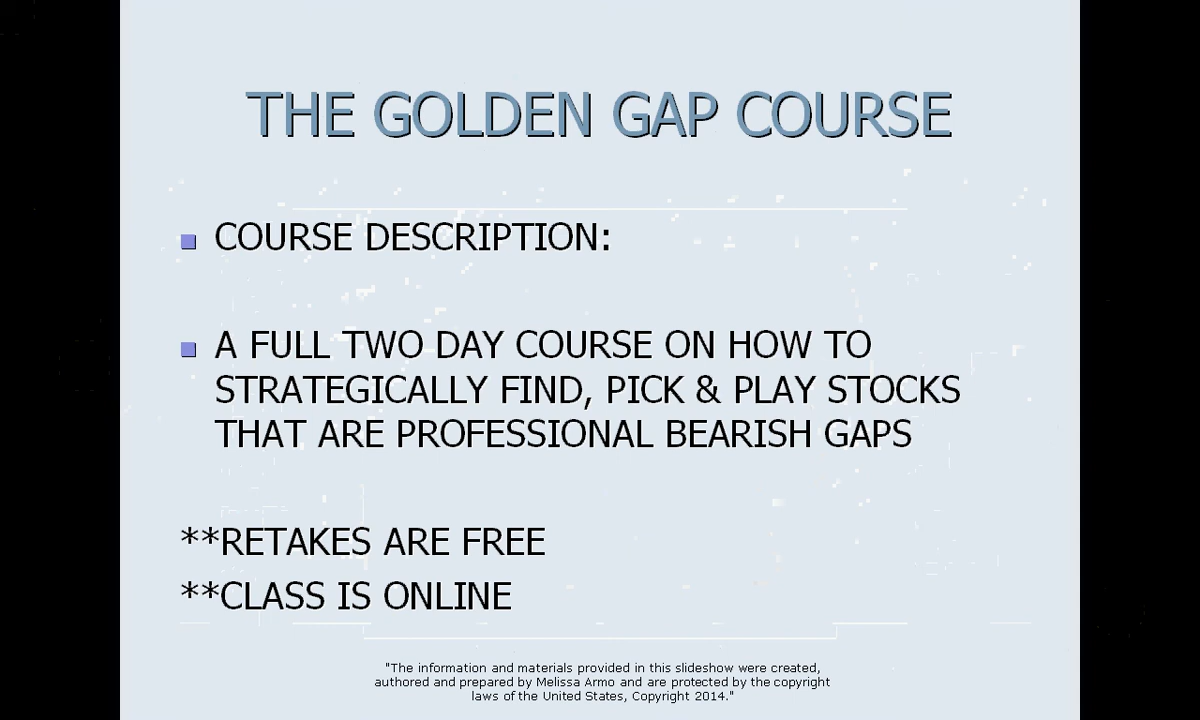 THE GOLDEN GAP COURSE
COURSE DESCRIPTION:
A FULL TWO DAY COURSE ON HOW TO
STRATEGICALLY FIND, PICK & PLAY STOCKS
THAT ARE PROFESSIONAL BEARISH GAPS
**RETAKES ARE FREE
**CLASS IS ONLINE
"The information and materials provided in this slideshow were created,
authored and prepared by Melissa Armo and are protected by the copyright
laws of the United States, Copyright 2014."